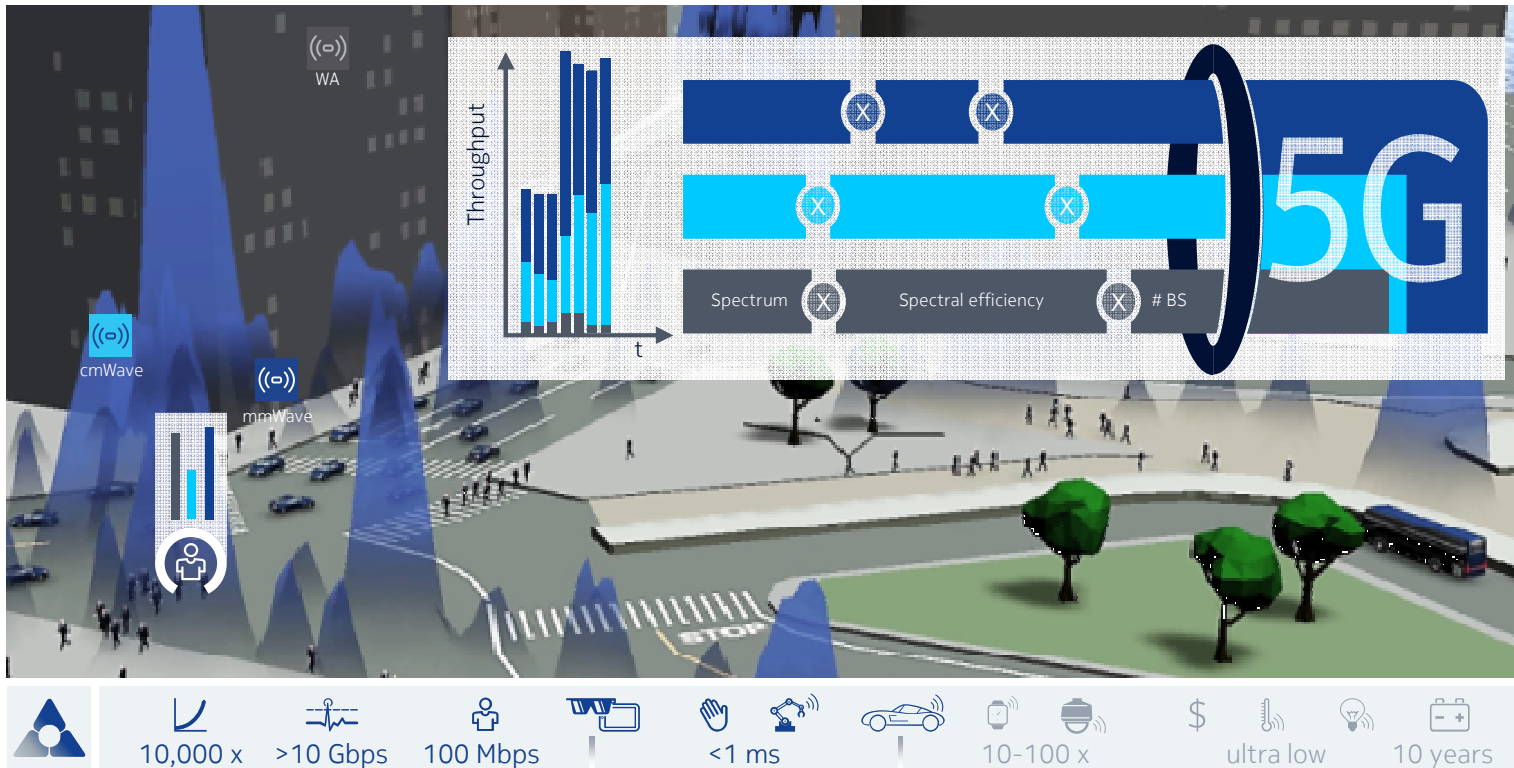 WA
Throughput
t
X
X
X
X
Spectrum X Spectral efficiency X # BS
5G
cmWave
mmWave
STOP
10,000 x
>10 Gbps
100 Mbps
<1 ms
10-100 x
$
ultra low
10 years